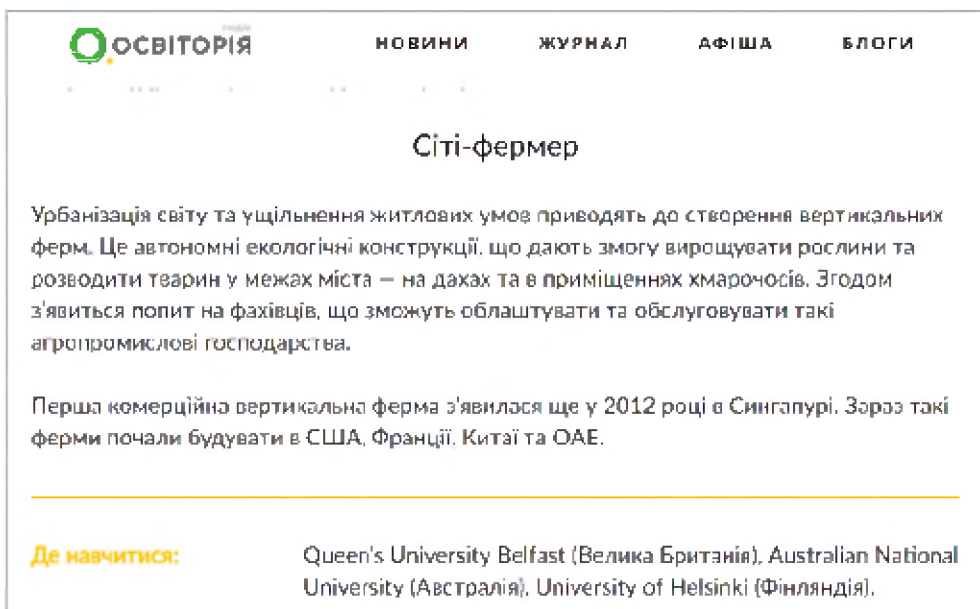 ОСВІТОРІЯ НОВИНИ ЖУРНАЛ АФІША БЛОГИ
Сіті-фермер
Урбанізація світу та ущільнення житлових умов приводять до створення вертикальних
ферм. Це автономні екологічні конструкції, що дають змогу вирощувати рослини та
розводити тварин у межах міста — на дахах та в приміщеннях хмарочосів. Згодом
з'явиться попит на фахівців, що зможуть облаштувати та обслуговувати такі
агропромислові господарства.
Перша комерційна вертикальна ферма з'явилася ще у 2012 році в Сингапурі. Зараз такі
ферми почали будувати в США, Франції, Китаї та ОАЕ.
Де навчитися: Queen's University Belfast (Велика Британія), Australian National
University (Австралія), University of Helsinki (Фінляндія).